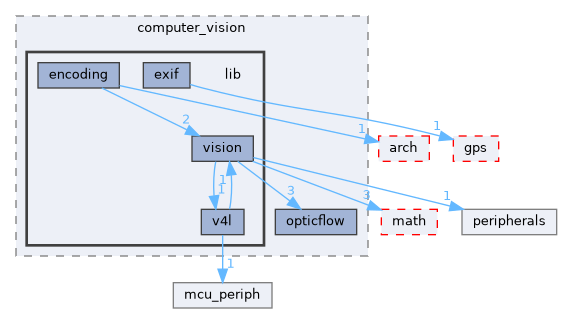 computer_vision
encoding
exif
lib
2
1
1
vision
arch
gps
1
1
3
3
1
v4l
opticflow
math
peripherals
1
mcu_periph